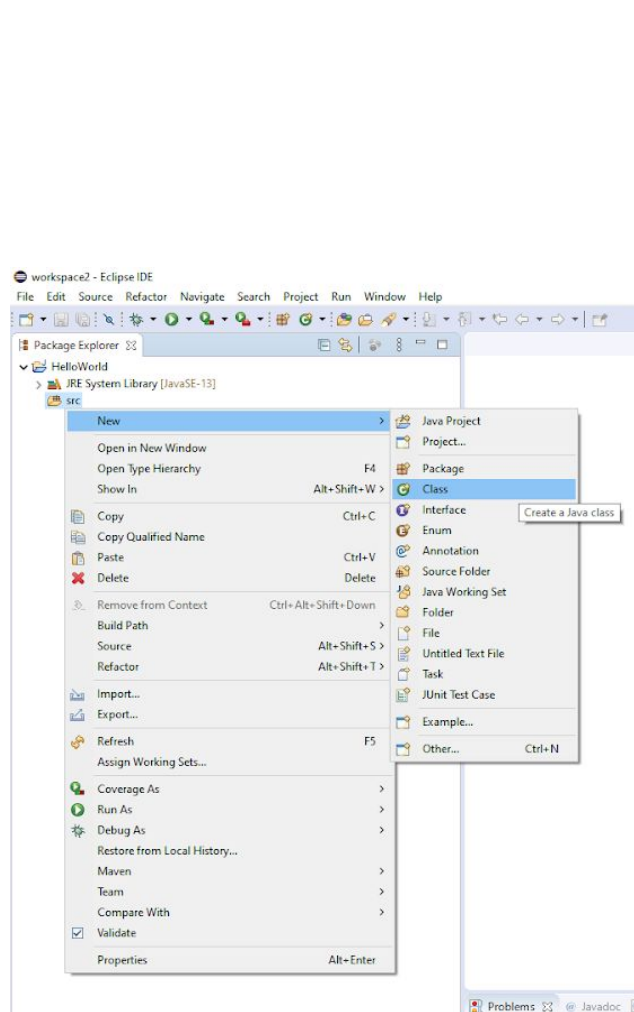 workspace2 - Eclipse IDE
File Edit Source Refactor Navigate Search Project Run Window Help
Package Explorer
HelloWorld
JRE System Library [JavaSE-13]
src
New >
Open in New Window
Open Type Hierarchy F4
Show In Alt+Shift+W >
Copy Ctrl+C
Copy Qualified Name
Paste Ctrl+V
Delete Delete
Remove from Context Ctrl+Alt+Shift+Down
Build Path >
Source Alt+Shift+S >
Refactor Alt+Shift+T >
Import...
Export...
Refresh F5
Assign Working Sets...
Coverage As >
Run As >
Debug As >
Restore from Local History...
Maven >
Team >
Compare With >
Validate
Properties Alt+Enter
Java Project
Project...
Package
Class
Interface
Create a Java class
Enum
Annotation
Source Folder
Java Working Set
Folder
File
Untitled Text File
Task
JUnit Test Case
Example...
Other... Ctrl+N
Problems @ Javadoc